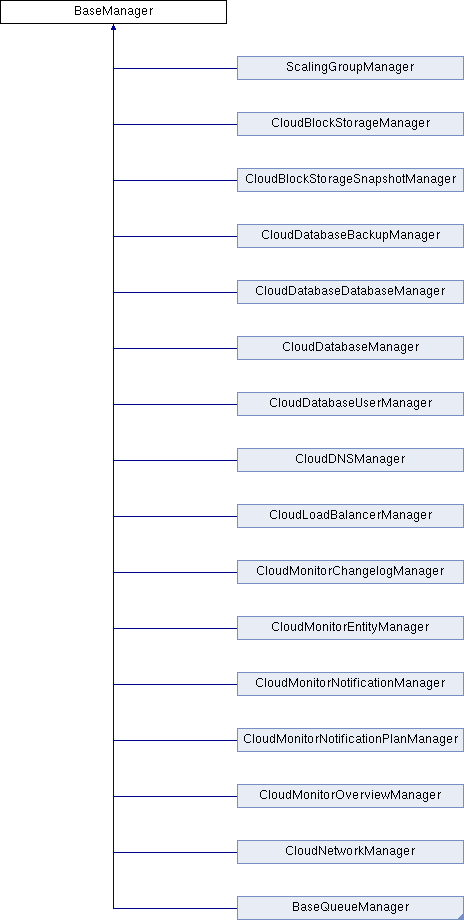 BaseManager
ScalingGroupManager
CloudBlockStorageManager
CloudBlockStorageSnapshotManager
CloudDatabaseBackupManager
CloudDatabaseDatabaseManager
CloudDatabaseManager
CloudDatabaseUserManager
CloudDNSManager
CloudLoadBalancerManager
CloudMonitorChangelogManager
CloudMonitorEntityManager
CloudMonitorNotificationManager
CloudMonitorNotificationPlanManager
CloudMonitorOverviewManager
CloudNetworkManager
BaseQueueManager